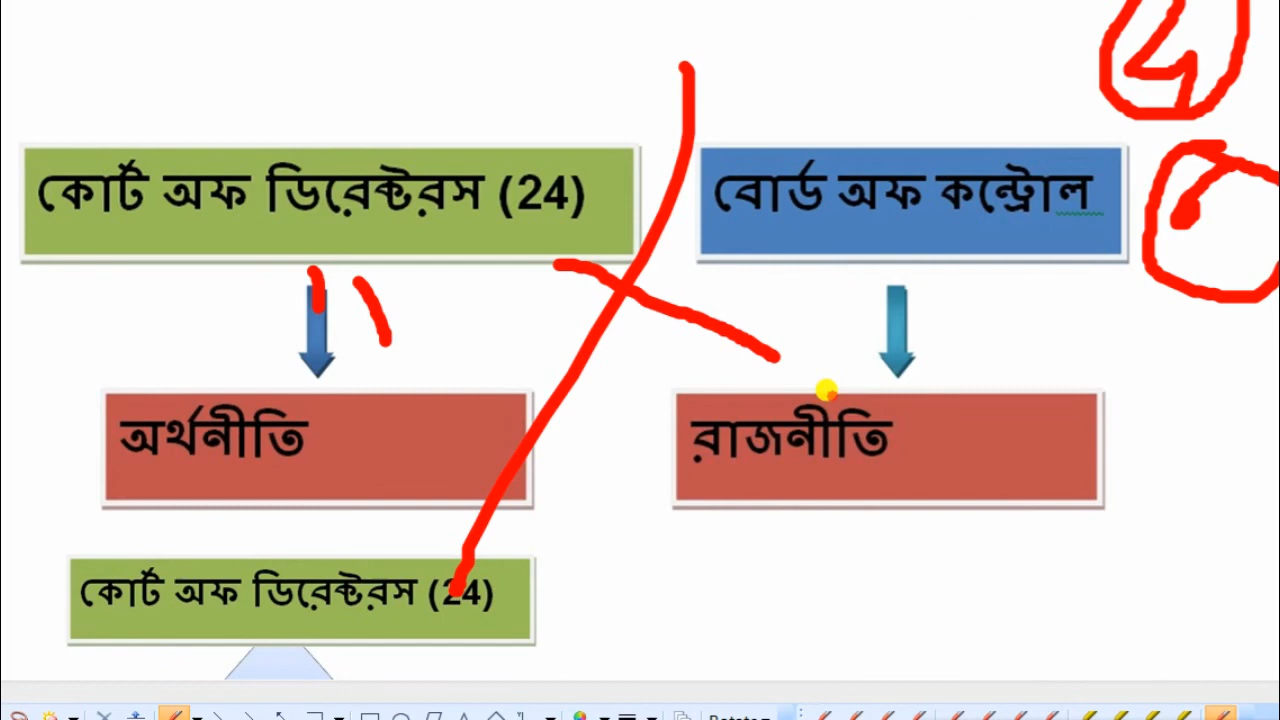 কোর্ট অফ ডিরেক্টরস (24)
বোর্ড অফ কন্ট্রোল
অর্থনীতি
রাজনীতি
কোর্ট অফ ডিরেক্টরস (24)